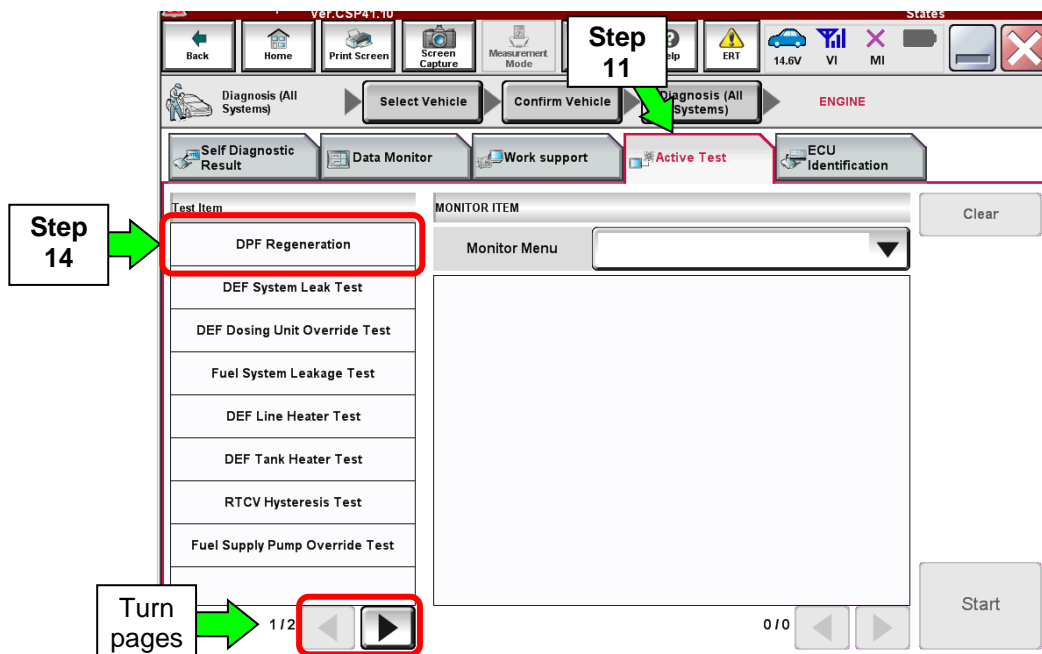 Ver.CSP41.10
States
Back
Home
Print Screen
Screen
Capture
Measurement
Mode
Step
11
ERT
14.6V
VI
MI
Diagnosis (All
Systems)
Select Vehicle
Confirm Vehicle
Diagnosis (All
Systems)
ENGINE
Self Diagnostic
Result
Data Monitor
Work support
Active Test
ECU
Identification
Test Item
MONITOR ITEM
Clear
Step
14
DPF Regeneration
Monitor Menu
DEF System Leak Test
DEF Dosing Unit Override Test
Fuel System Leakage Test
DEF Line Heater Test
DEF Tank Heater Test
RTCV Hysteresis Test
Fuel Supply Pump Override Test
Turn
pages
1/2
0/0
Start